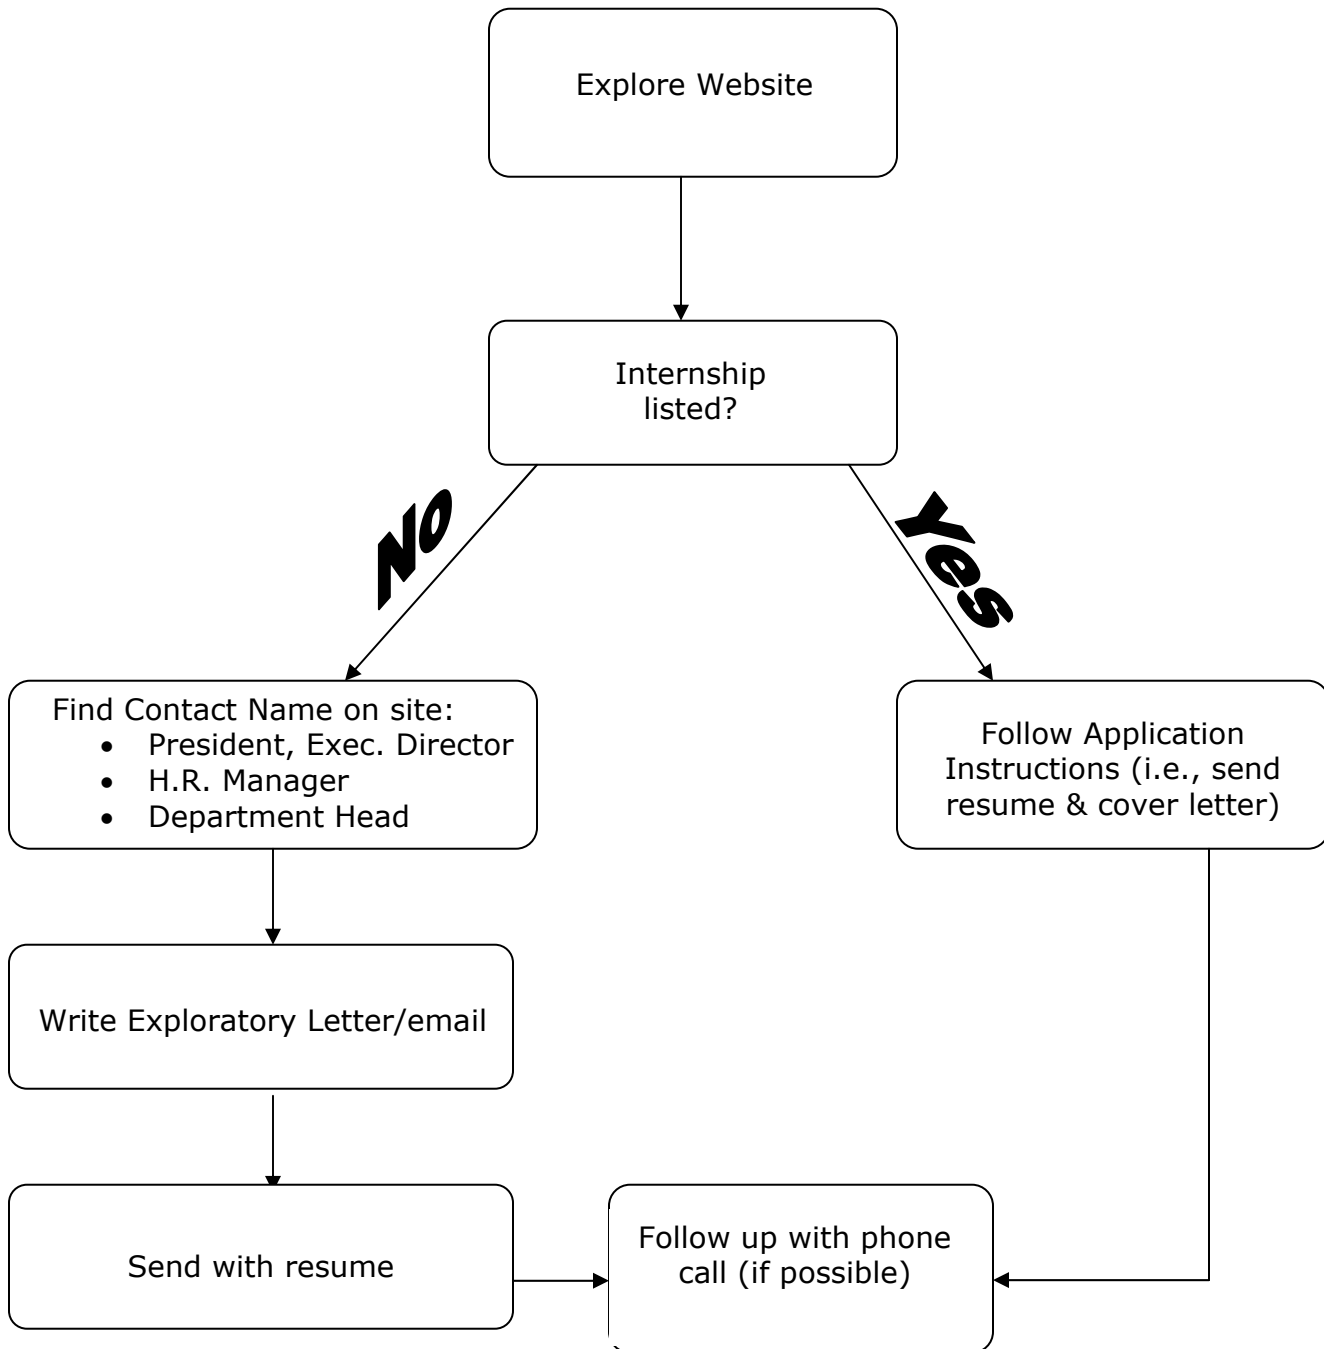 Explore Website
Internship
listed?
No
Yes
Find Contact Name on site:
• President, Exec. Director
• H.R. Manager
• Department Head
Follow Application
Instructions (i.e., send
resume & cover letter)
Write Exploratory Letter/email
Send with resume
Follow up with phone
call (if possible)